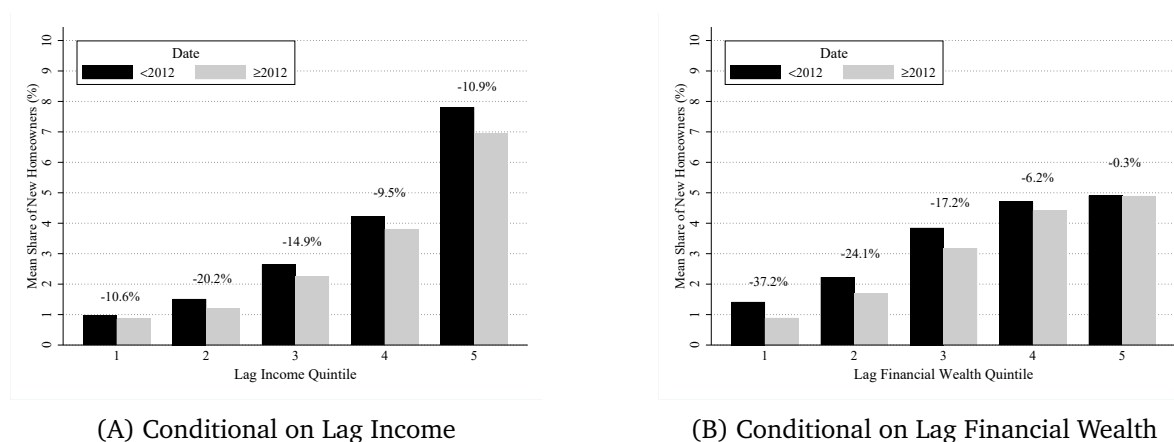 Mean Share of New Homeowners (%)
0 1 2 3 4 5 6 7 8 9 10
Date
<2012 ≥2012
-10.6%
-20.2%
-14.9%
-9.5%
-10.9%
1 2 3 4 5
Lag Income Quintile
(A) Conditional on Lag Income
Mean Share of New Homeowners (%)
0 1 2 3 4 5 6 7 8 9 10
Date
<2012 ≥2012
-37.2%
-24.1%
-17.2%
-6.2%
-0.3%
1 2 3 4 5
Lag Financial Wealth Quintile
(B) Conditional on Lag Financial Wealth